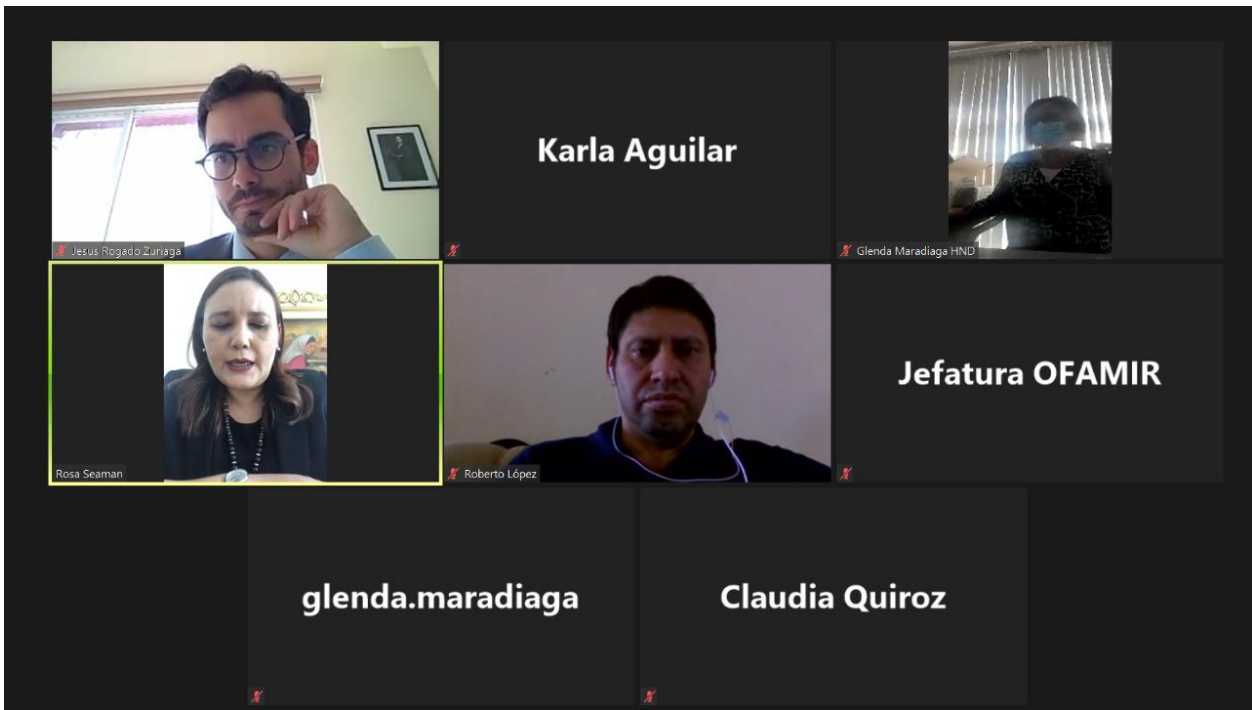 Jesus Rogado Zuriaga
Karla Aguilar
Glenda Maradiaga HND
Rosa Seaman
Roberto López
Jefatura OFAMIR
glenda.maradiaga
Claudia Quiroz